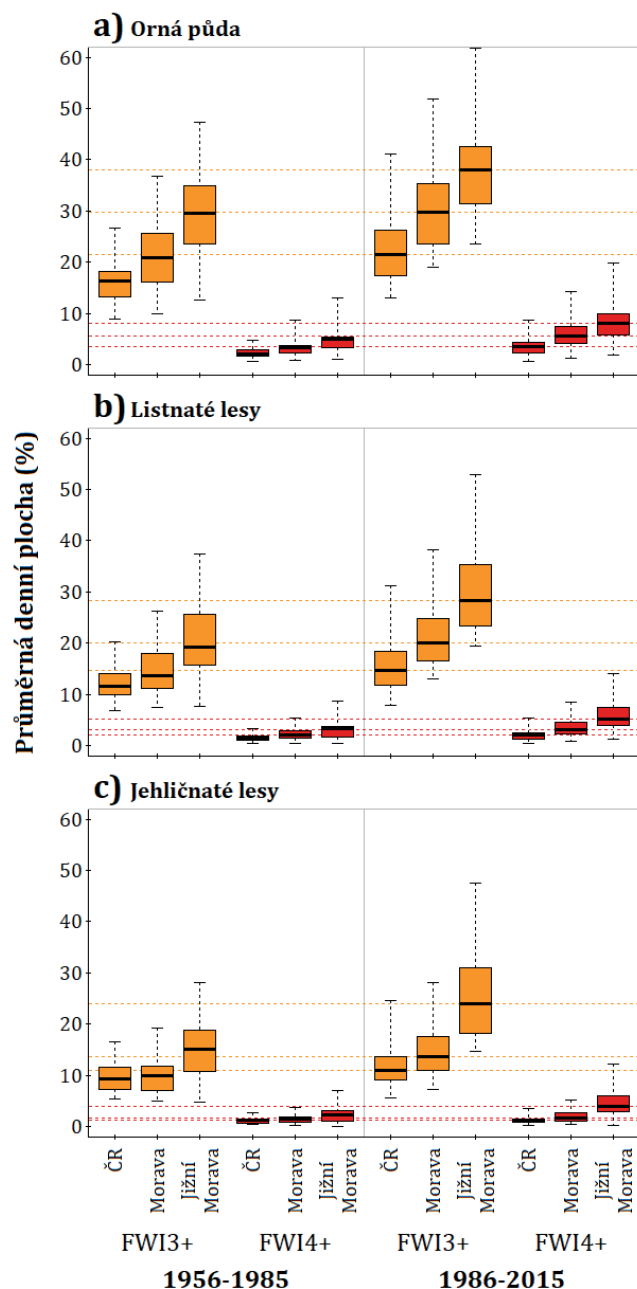 a) Orná půda
60
50
40
30
20
10
0
b) Listnaté lesy
60
50
40
30
20
10
0
Průměrná denní plocha (%)
c) Jehličnaté lesy
60
50
40
30
20
10
0
ČR
Morava
Jižní
Morava
ČR
Morava
Jižní
Morava
ČR
Morava
Jižní
Morava
ČR
Morava
Jižní
Morava
FWI3+ FWI4+ FWI3+ FWI4+
1956-1985 1986-2015